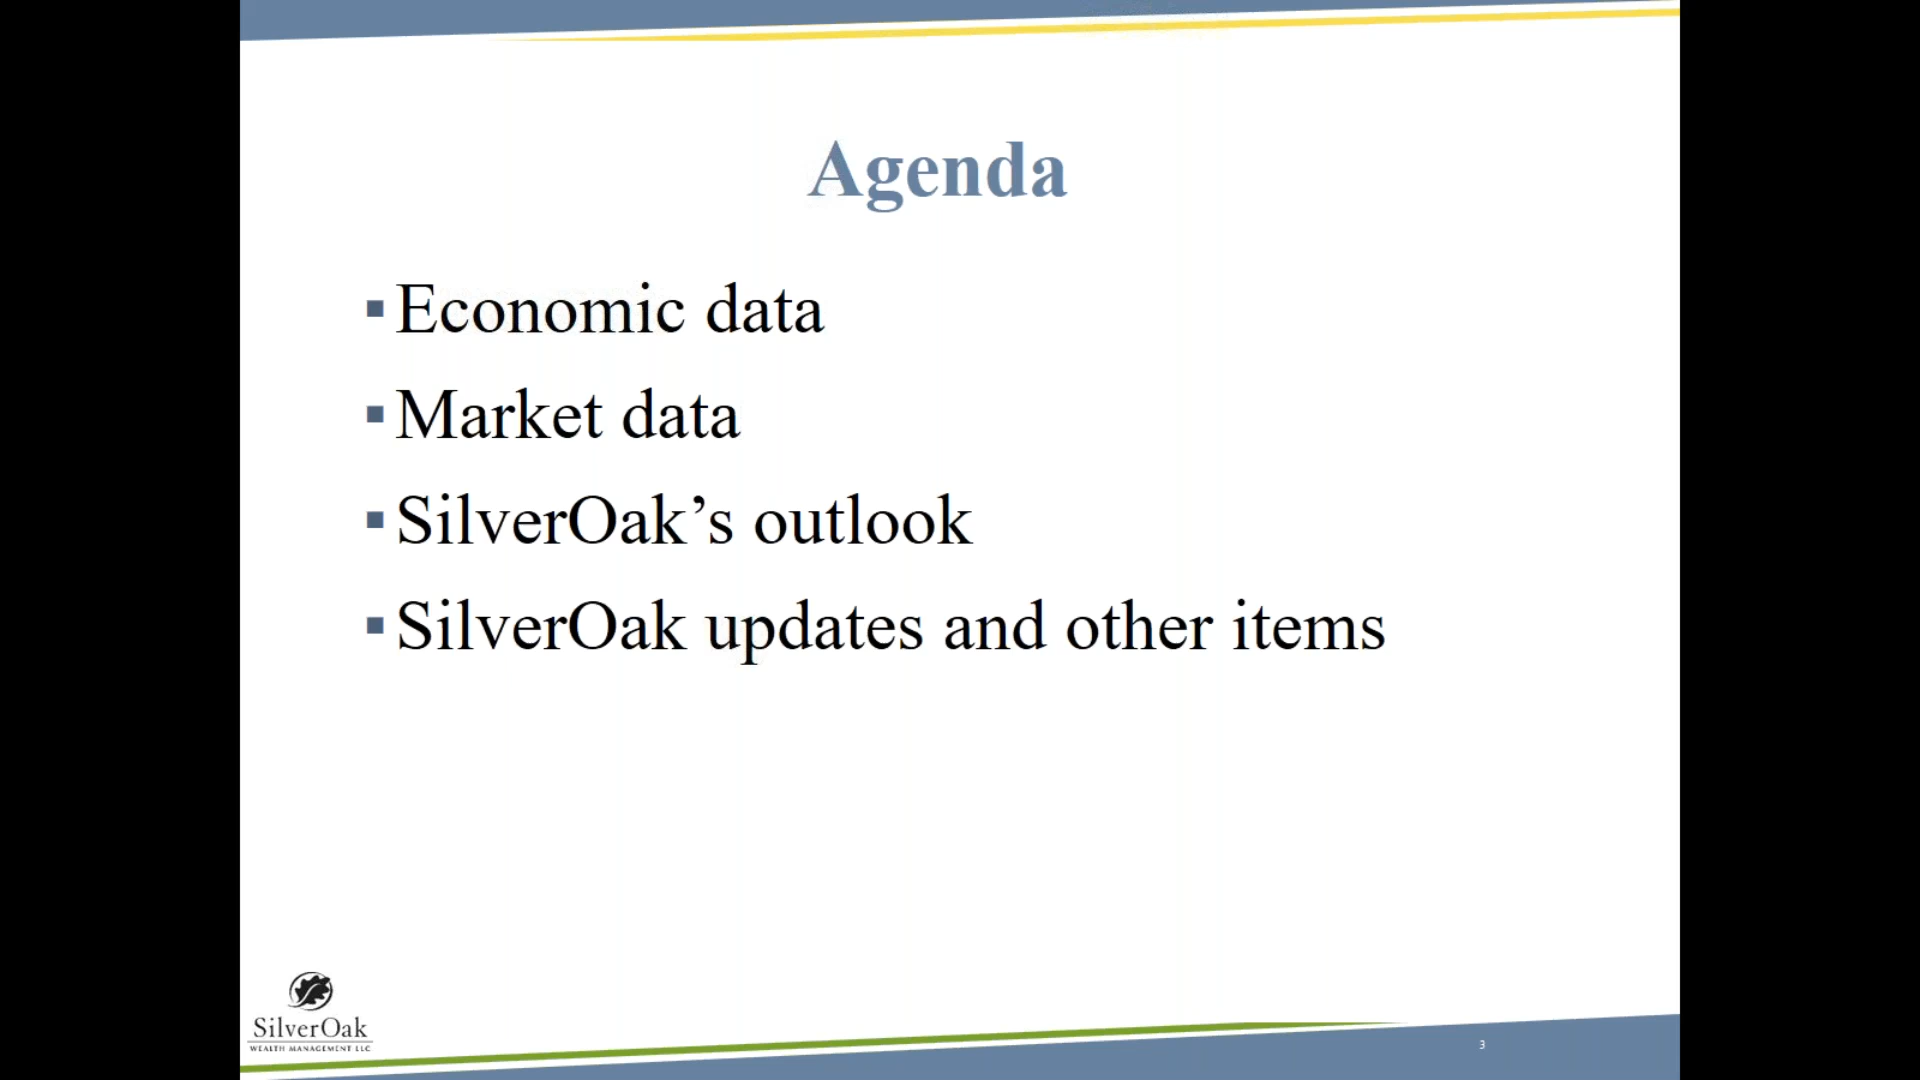 Agenda
▪Economic data
▪Market data
▪SilverOak’s outlook
▪SilverOak updates and other items
SilverOak
WEALTH MANAGEMENT LLC
3